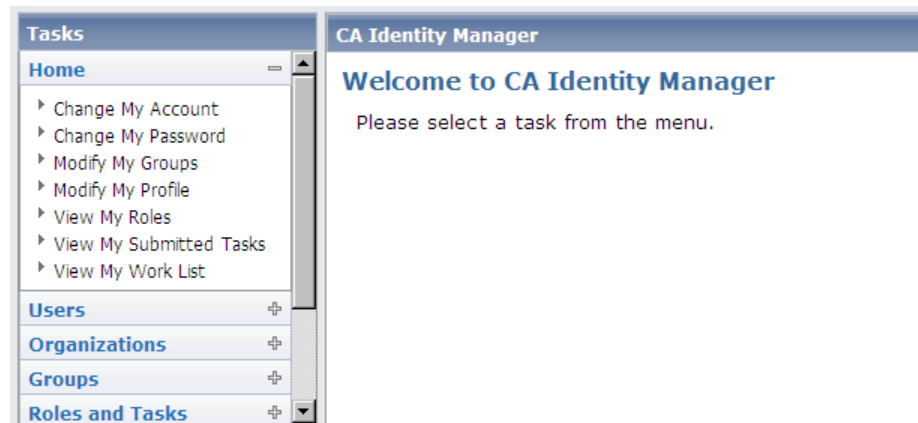 Tasks
Home
Change My Account
Change My Password
Modify My Groups
Modify My Profile
View My Roles
View My Submitted Tasks
View My Work List
Users
Organizations
Groups
Roles and Tasks
CA Identity Manager
Welcome to CA Identity Manager
Please select a task from the menu.